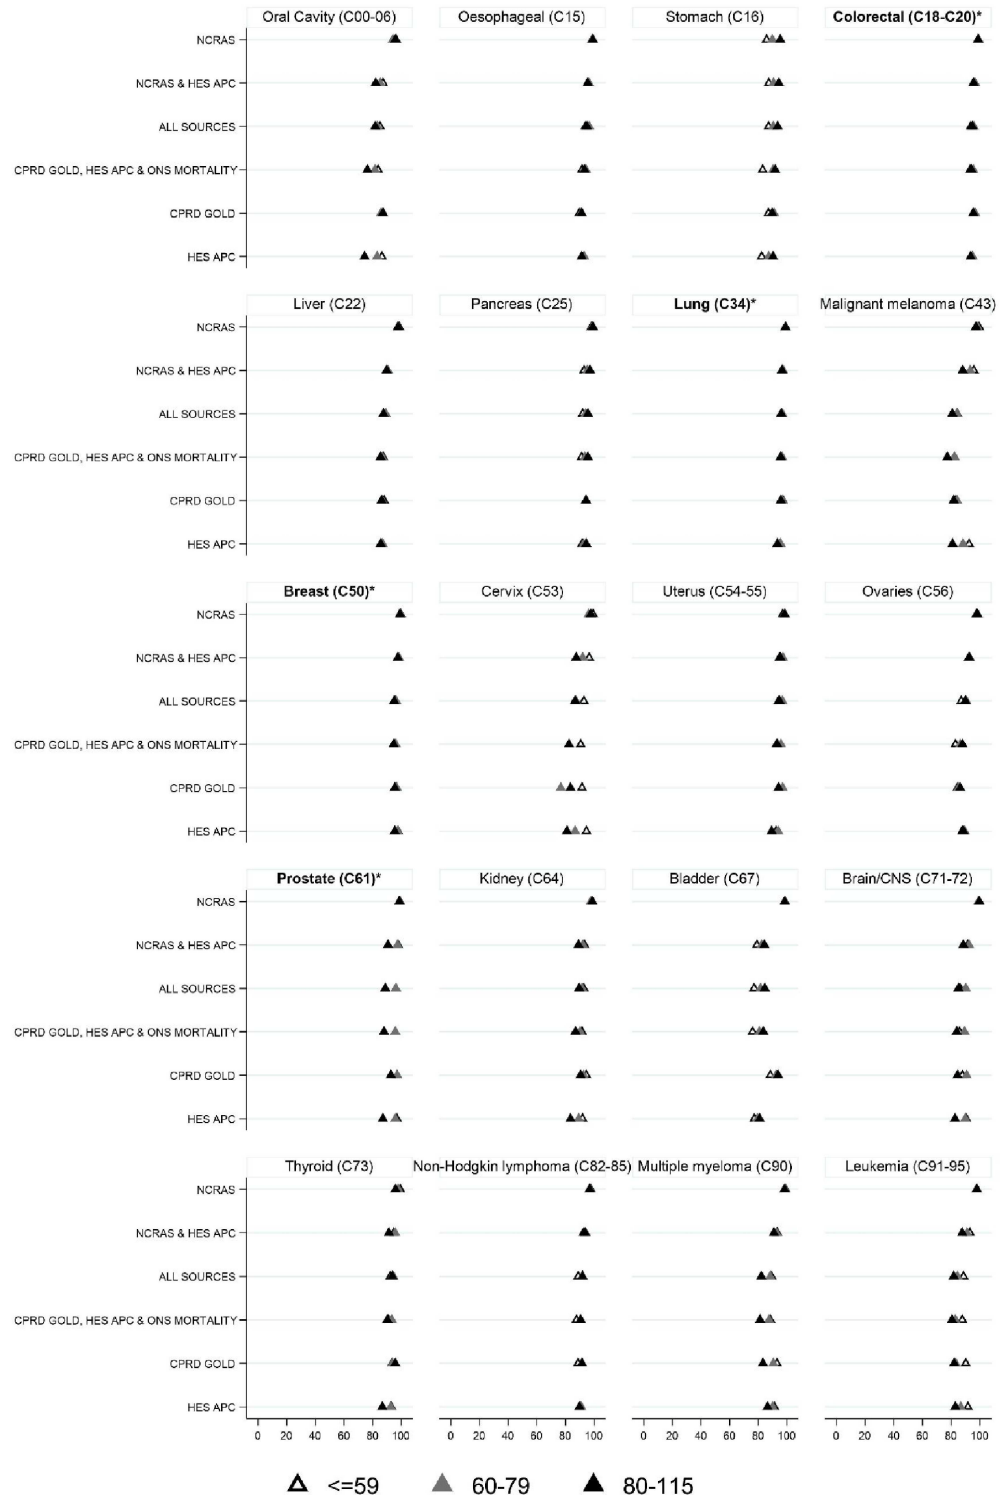 Oral Cavity (C00-06) Oesophageal (C15) Stomach (C16) Colorectal (C18-C20)*
NCRAS
NCRAS & HES APC
ALL SOURCES
CPRD GOLD, HES APC & ONS MORTALITY
CPRD GOLD
HES APC
Liver (C22) Pancreas (C25) Lung (C34)* Malignant melanoma (C43)
NCRAS
NCRAS & HES APC
ALL SOURCES
CPRD GOLD, HES APC & ONS MORTALITY
CPRD GOLD
HES APC
Breast (C50)* Cervix (C53) Uterus (C54-55) Ovaries (C56)
NCRAS
NCRAS & HES APC
ALL SOURCES
CPRD GOLD, HES APC & ONS MORTALITY
CPRD GOLD
HES APC
Prostate (C61)* Kidney (C64) Bladder (C67) Brain/CNS (C71-72)
NCRAS
NCRAS & HES APC
ALL SOURCES
CPRD GOLD, HES APC & ONS MORTALITY
CPRD GOLD
HES APC
Thyroid (C73) Non-Hodgkin lymphoma (C82-85) Multiple myeloma (C90) Leukemia (C91-95)
NCRAS
NCRAS & HES APC
ALL SOURCES
CPRD GOLD, HES APC & ONS MORTALITY
CPRD GOLD
HES APC
0 20 40 60 80 100 0 20 40 60 80 100 0 20 40 60 80 100 0 20 40 60 80 100
<=59 60-79 80-115